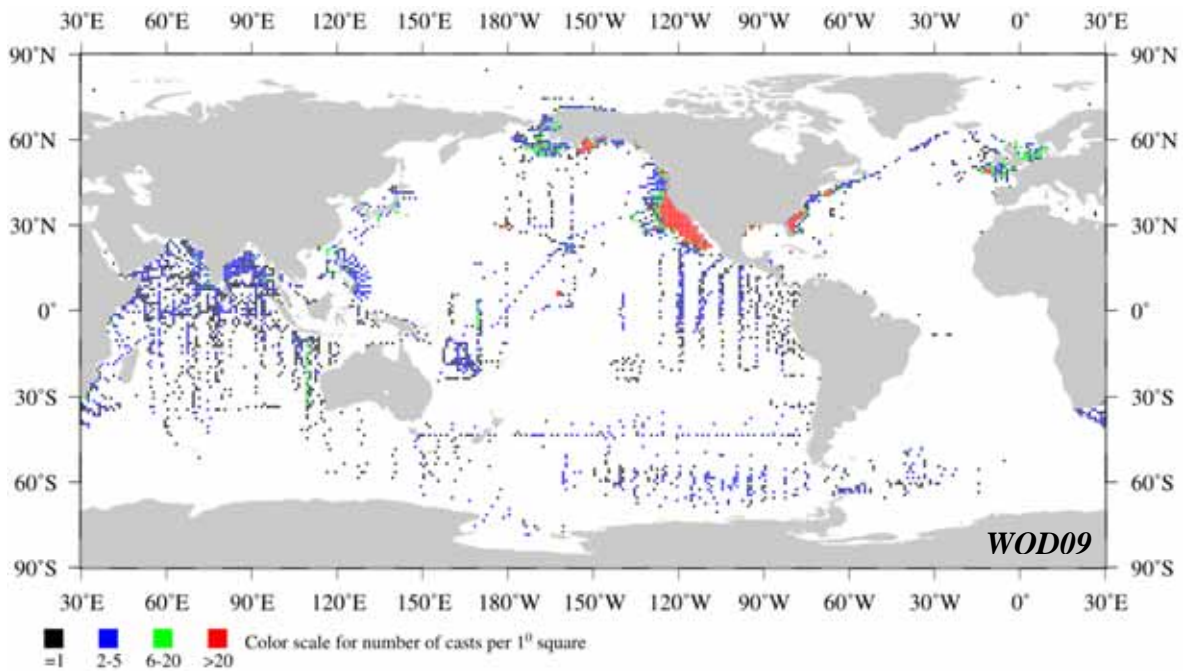 30˚E 60˚E 90˚E 120˚E 150˚E 180˚W 150˚W 120˚W 90˚W 60˚W 30˚W 0˚ 30˚E
90˚N 90˚N
60˚N 60˚N
30˚N 30˚N
0˚ 0˚
30˚S 30˚S
60˚S 60˚S
WOD09
90˚S 90˚S
30˚E 60˚E 90˚E 120˚E 150˚E 180˚W 150˚W 120˚W 90˚W 60˚W 30˚W 0˚ 30˚E
Color scale for number of casts per 1⁰ square
=1 2-5 6-20 >20